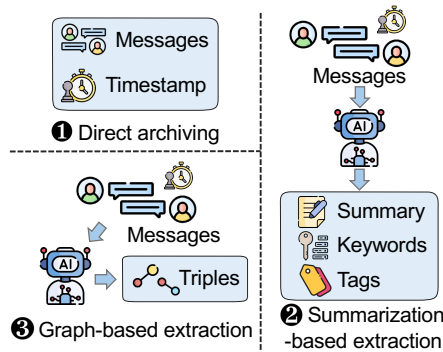 Messages
Timestamp
❶ Direct archiving
Messages
AI
Summary
Keywords
Tags
❷ Summarization
-based extraction
Messages
AI
Triples
❸ Graph-based extraction